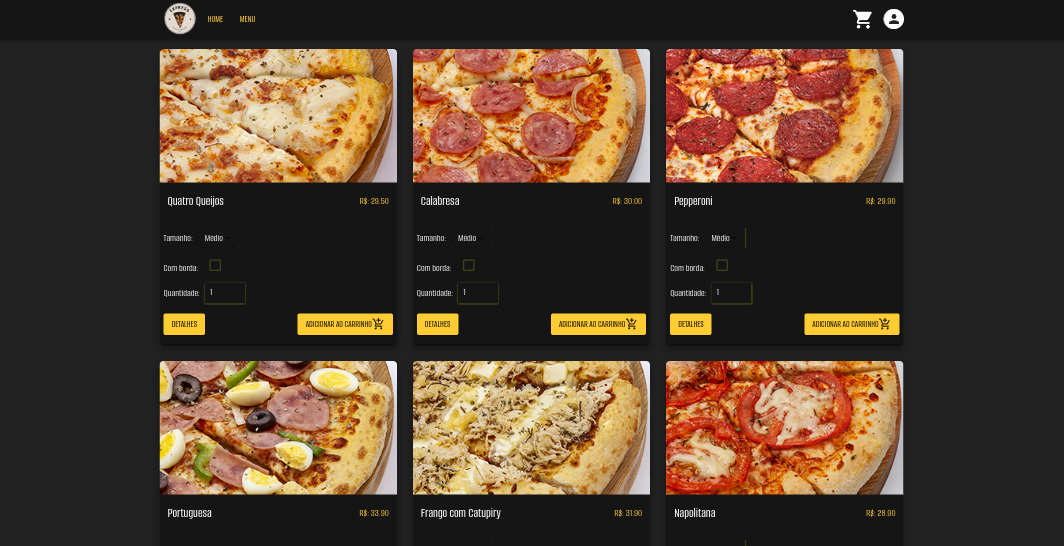 EXPRESS
HOME MENU
Quatro Queijos R$: 29.50
Calabresa R$: 30.00
Pepperoni R$: 29.90
Tamanho: Médio
Tamanho: Médio
Tamanho: Médio
Com borda:
Com borda:
Com borda:
Quantidade: 1
Quantidade: 1
Quantidade: 1
DETALHES ADICIONAR AO CARRINHO
DETALHES ADICIONAR AO CARRINHO
DETALHES ADICIONAR AO CARRINHO
Portuguesa R$: 33.90
Frango com Catupiry R$: 31.90
Napolitana R$: 28.90